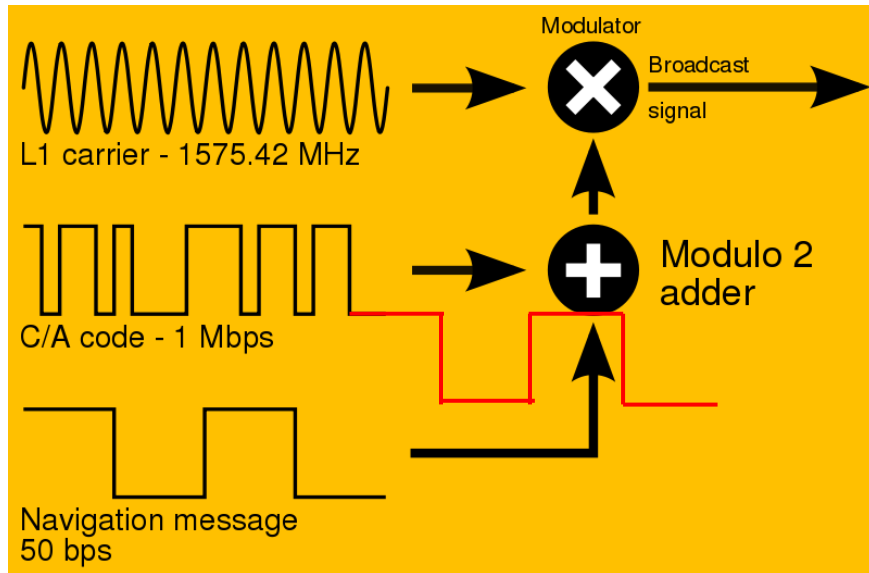 Modulator
Broadcast
signal
L1 carrier - 1575.42 MHz
Modulo 2
adder
C/A code - 1 Mbps
Navigation message
50 bps